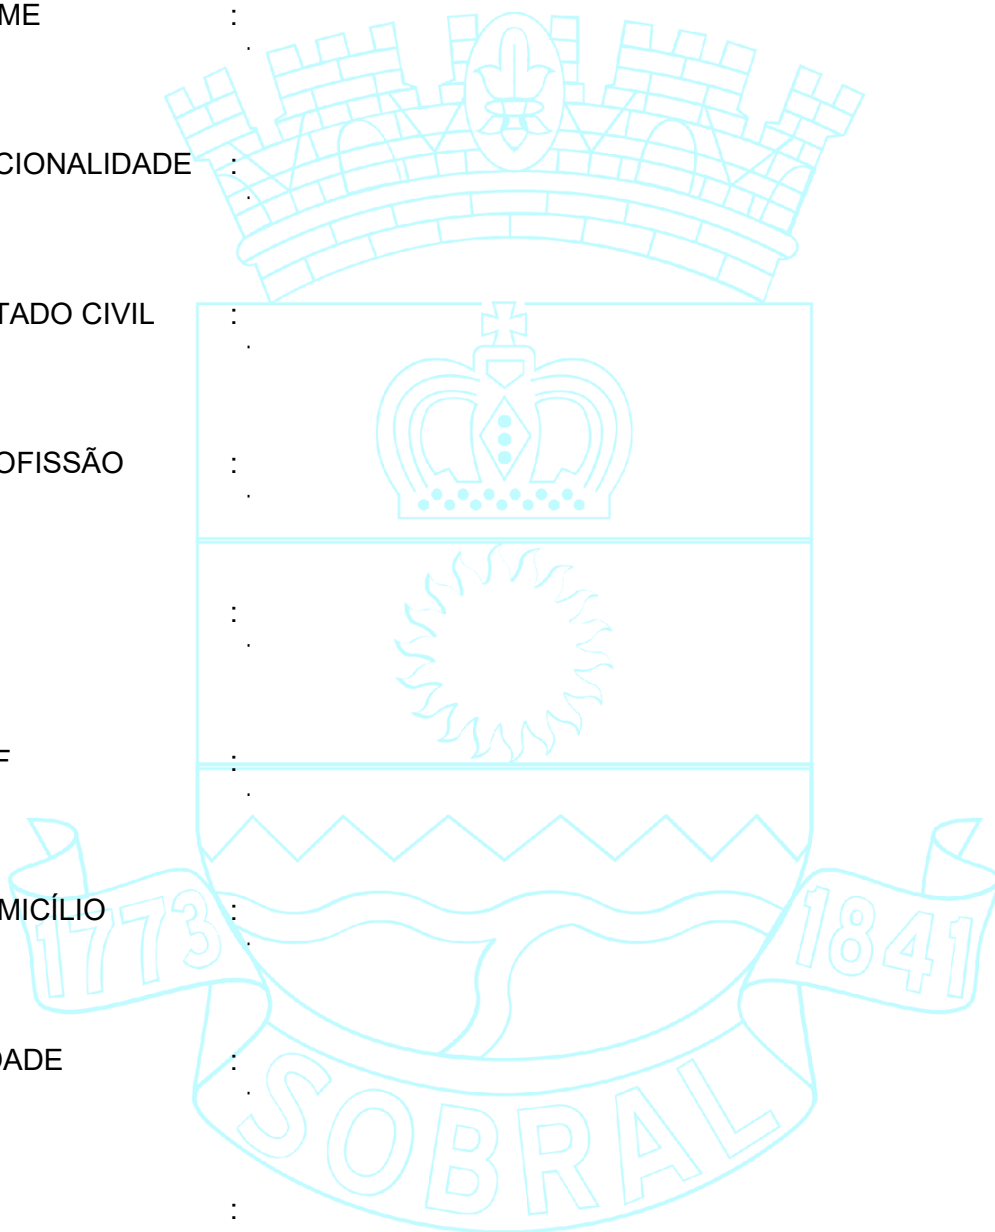 ME :
.
CIONALIDADE :
.
TADO CIVIL :
.
OFISSÃO :
.
:
.
F :
.
MICÍLIO :
.
DADE :
.
:
1773
1841
SOBRAL